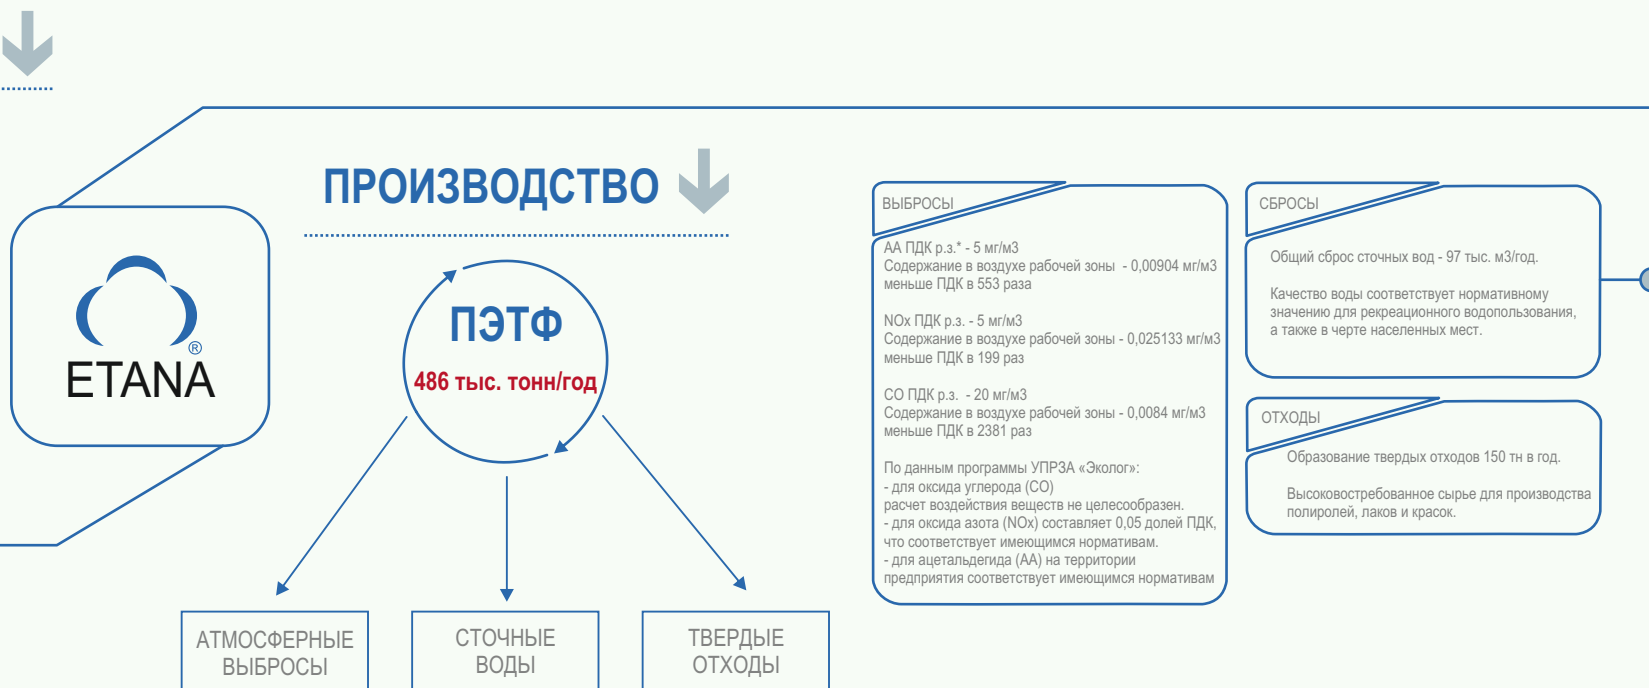 ETANA
®
ПРОИЗВОДСТВО
ПЭТФ
486 тыс. тонн/год
АТМОСФЕРНЫЕ
ВЫБРОСЫ
СТОЧНЫЕ
ВОДЫ
ТВЕРДЫЕ
ОТХОДЫ
ВЫБРОСЫ
АА ПДК р.з.* - 5 мг/м3
Содержание в воздухе рабочей зоны - 0,00904 мг/м3
меньше ПДК в 553 раза
NOx ПДК р.з. - 5 мг/м3
Содержание в воздухе рабочей зоны - 0,025133 мг/м3
меньше ПДК в 199 раз
СО ПДК р.з. - 20 мг/м3
Содержание в воздухе рабочей зоны - 0,0084 мг/м3
меньше ПДК в 2381 раз
По данным программы УПРЗА «Эколог»:
- для оксида углерода (СО)
расчет воздействия веществ не целесообразен.
- для оксида азота (NOx) составляет 0,05 долей ПДК,
что соответствует имеющимся нормативам.
- для ацетальдегида (АА) на территории
предприятия соответствует имеющимся нормативам
СБРОСЫ
Общий сброс сточных вод - 97 тыс. м3/год.
Качество воды соответствует нормативному
значению для рекреационного водопользования,
а также в черте населенных мест.
ОТХОДЫ
Образование твердых отходов 150 тн в год.
Высоковостребованное сырье для производства
полиролей, лаков и красок.